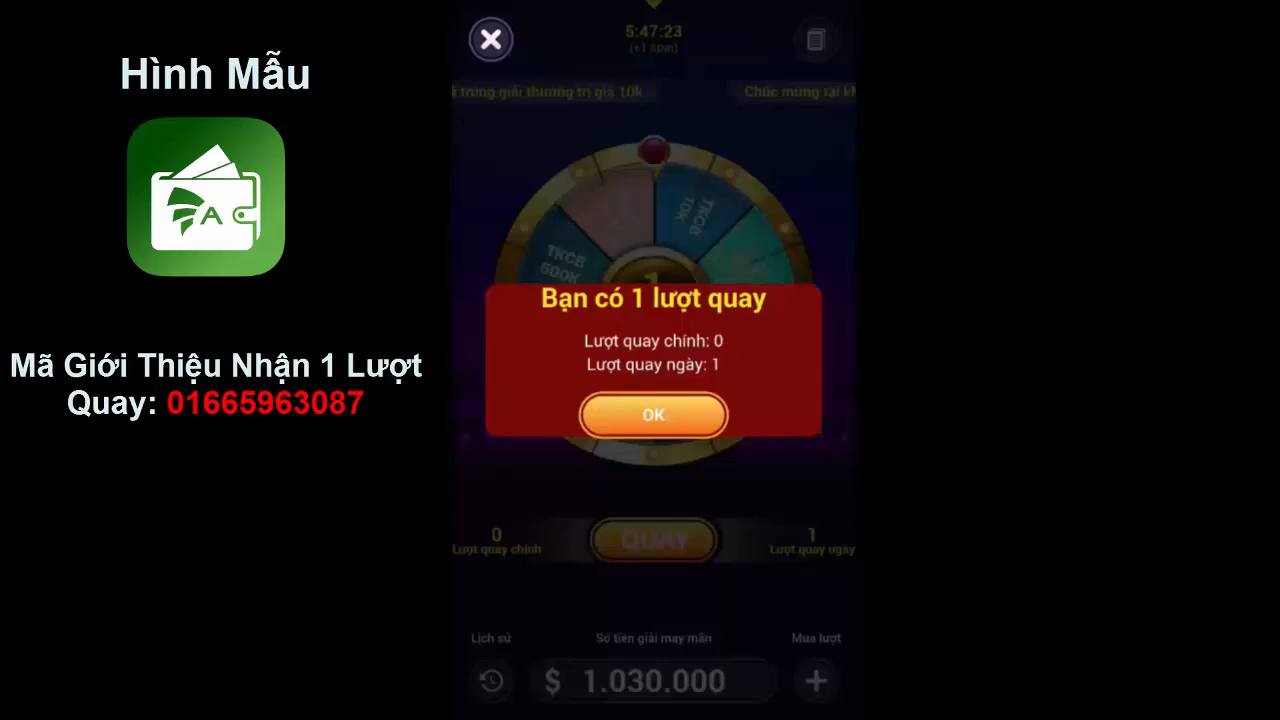 Hình Mẫu
A
Mã Giới Thiệu Nhận 1 Lượt
Quay: 01665963087
5:47:23
(+1 spin)
trúng giải thưởng trị giá 10k
Chúc mừng tài kh
TKCB
10K
TKCB
500K
1
Bạn có 1 lượt quay
Lượt quay chính: 0
Lượt quay ngày: 1
OK
0
Lượt quay chính
QUAY
1
Lượt quay ngày
Lịch sử
Số tiền giải may mắn
Mua lượt
$ 1.030.000